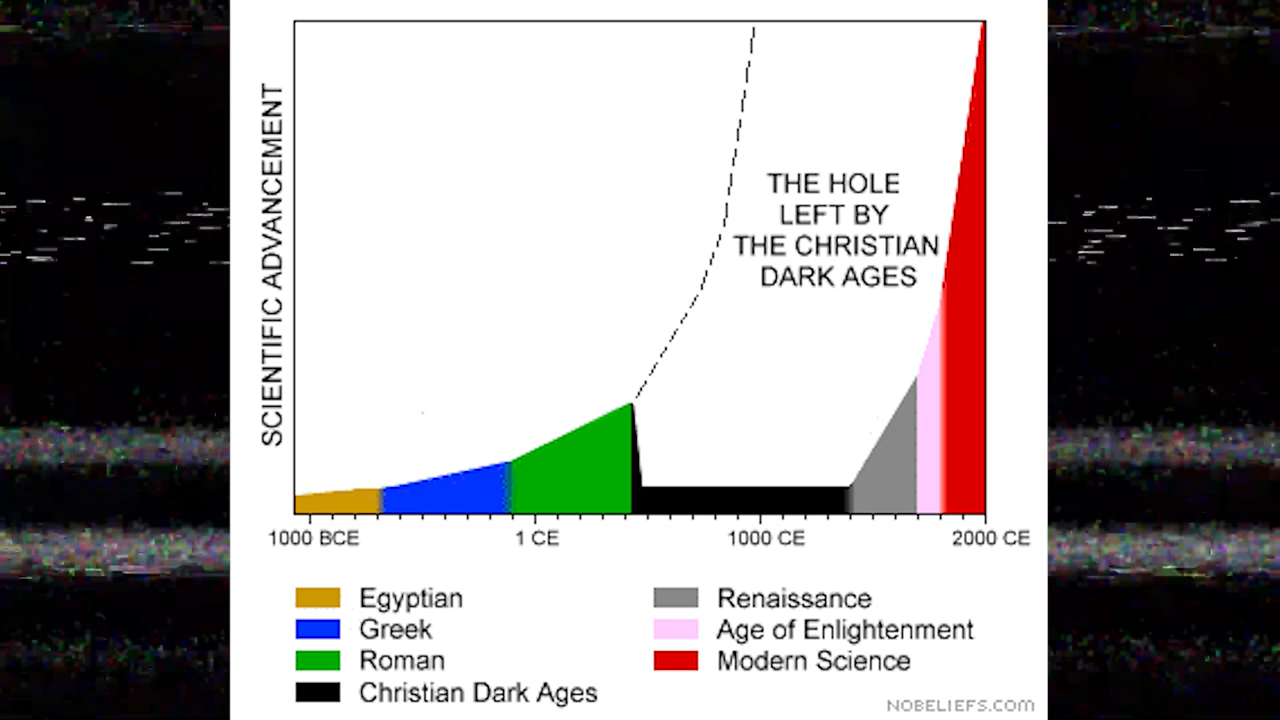 SCIENTIFIC ADVANCEMENT
THE HOLE
LEFT BY
THE CHRISTIAN
DARK AGES
1000 BCE
1 CE
1000 CE
2000 CE
Egyptian
Greek
Roman
Christian Dark Ages
Renaissance
Age of Enlightenment
Modern Science
NOBELIEFS.COM